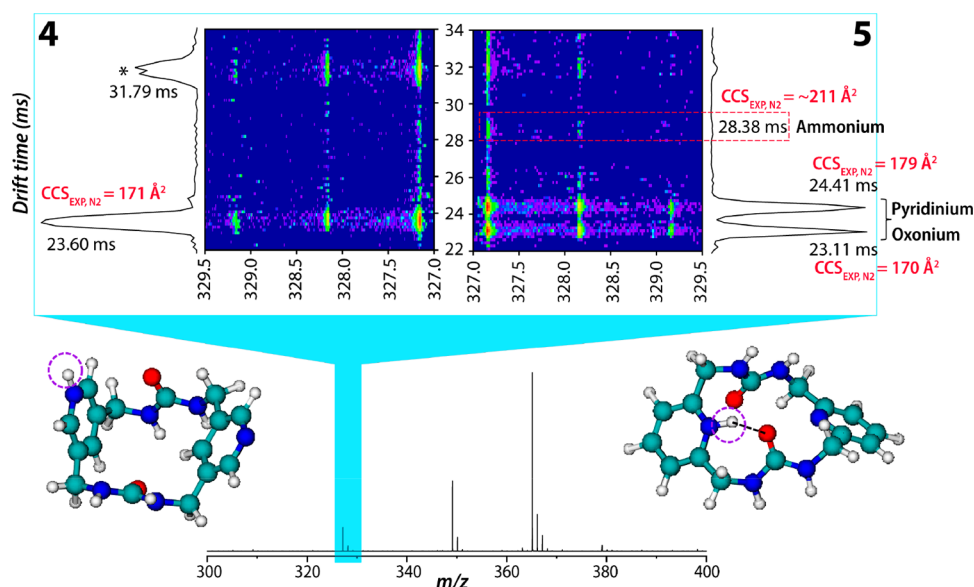 4
5
34
32
30
28
26
24
22
Drift time (ms)
*
31.79 ms
CCS_EXP, N2 = 171 Å²
23.60 ms
CCS_EXP, N2 = ~211 Å²
28.38 ms Ammonium
CCS_EXP, N2 = 179 Å²
24.41 ms
Pyridinium
Oxonium
23.11 ms
CCS_EXP, N2 = 170 Å²
329.5 329.0 328.5 328.0 327.5 327.0
327.0 327.5 328.0 328.5 329.0 329.5
300 320 340 360 380 400
m/z